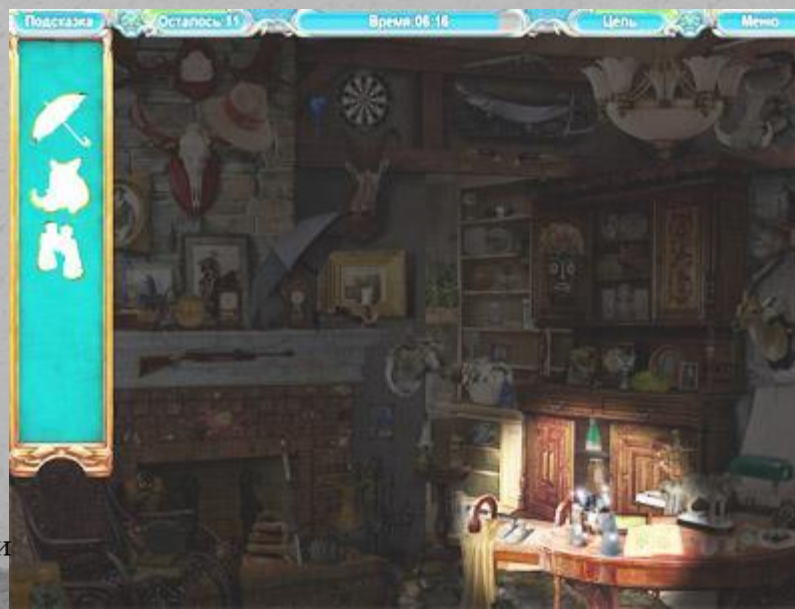 Подсказка
Осталось: 11
Время:06:16
Цель
Меню
и